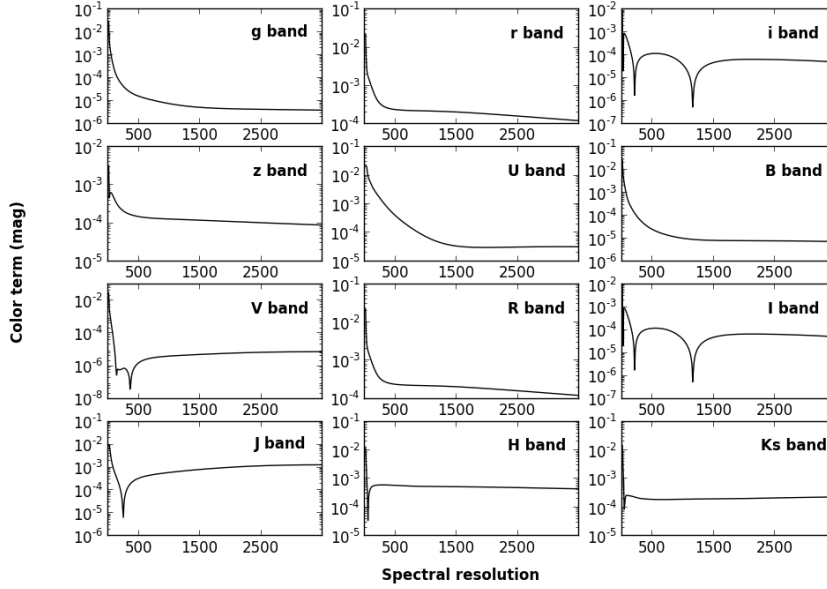 Color term (mag)
g band
10⁻¹
10⁻²
10⁻³
10⁻⁴
10⁻⁵
10⁻⁶
500 1500 2500
r band
10⁻¹
10⁻²
10⁻³
10⁻⁴
500 1500 2500
i band
10⁻²
10⁻³
10⁻⁴
10⁻⁵
10⁻⁶
10⁻⁷
500 1500 2500
z band
10⁻²
10⁻³
10⁻⁴
10⁻⁵
500 1500 2500
U band
10⁻¹
10⁻²
10⁻³
10⁻⁴
10⁻⁵
500 1500 2500
B band
10⁻¹
10⁻²
10⁻³
10⁻⁴
10⁻⁵
10⁻⁶
500 1500 2500
V band
10⁻²
10⁻⁴
10⁻⁶
10⁻⁸
500 1500 2500
R band
10⁻¹
10⁻²
10⁻³
10⁻⁴
500 1500 2500
I band
10⁻²
10⁻³
10⁻⁴
10⁻⁵
10⁻⁶
10⁻⁷
500 1500 2500
J band
10⁻¹
10⁻²
10⁻³
10⁻⁴
10⁻⁵
10⁻⁶
500 1500 2500
H band
10⁻¹
10⁻²
10⁻³
10⁻⁴
10⁻⁵
500 1500 2500
Ks band
10⁻¹
10⁻²
10⁻³
10⁻⁴
10⁻⁵
500 1500 2500
Spectral resolution